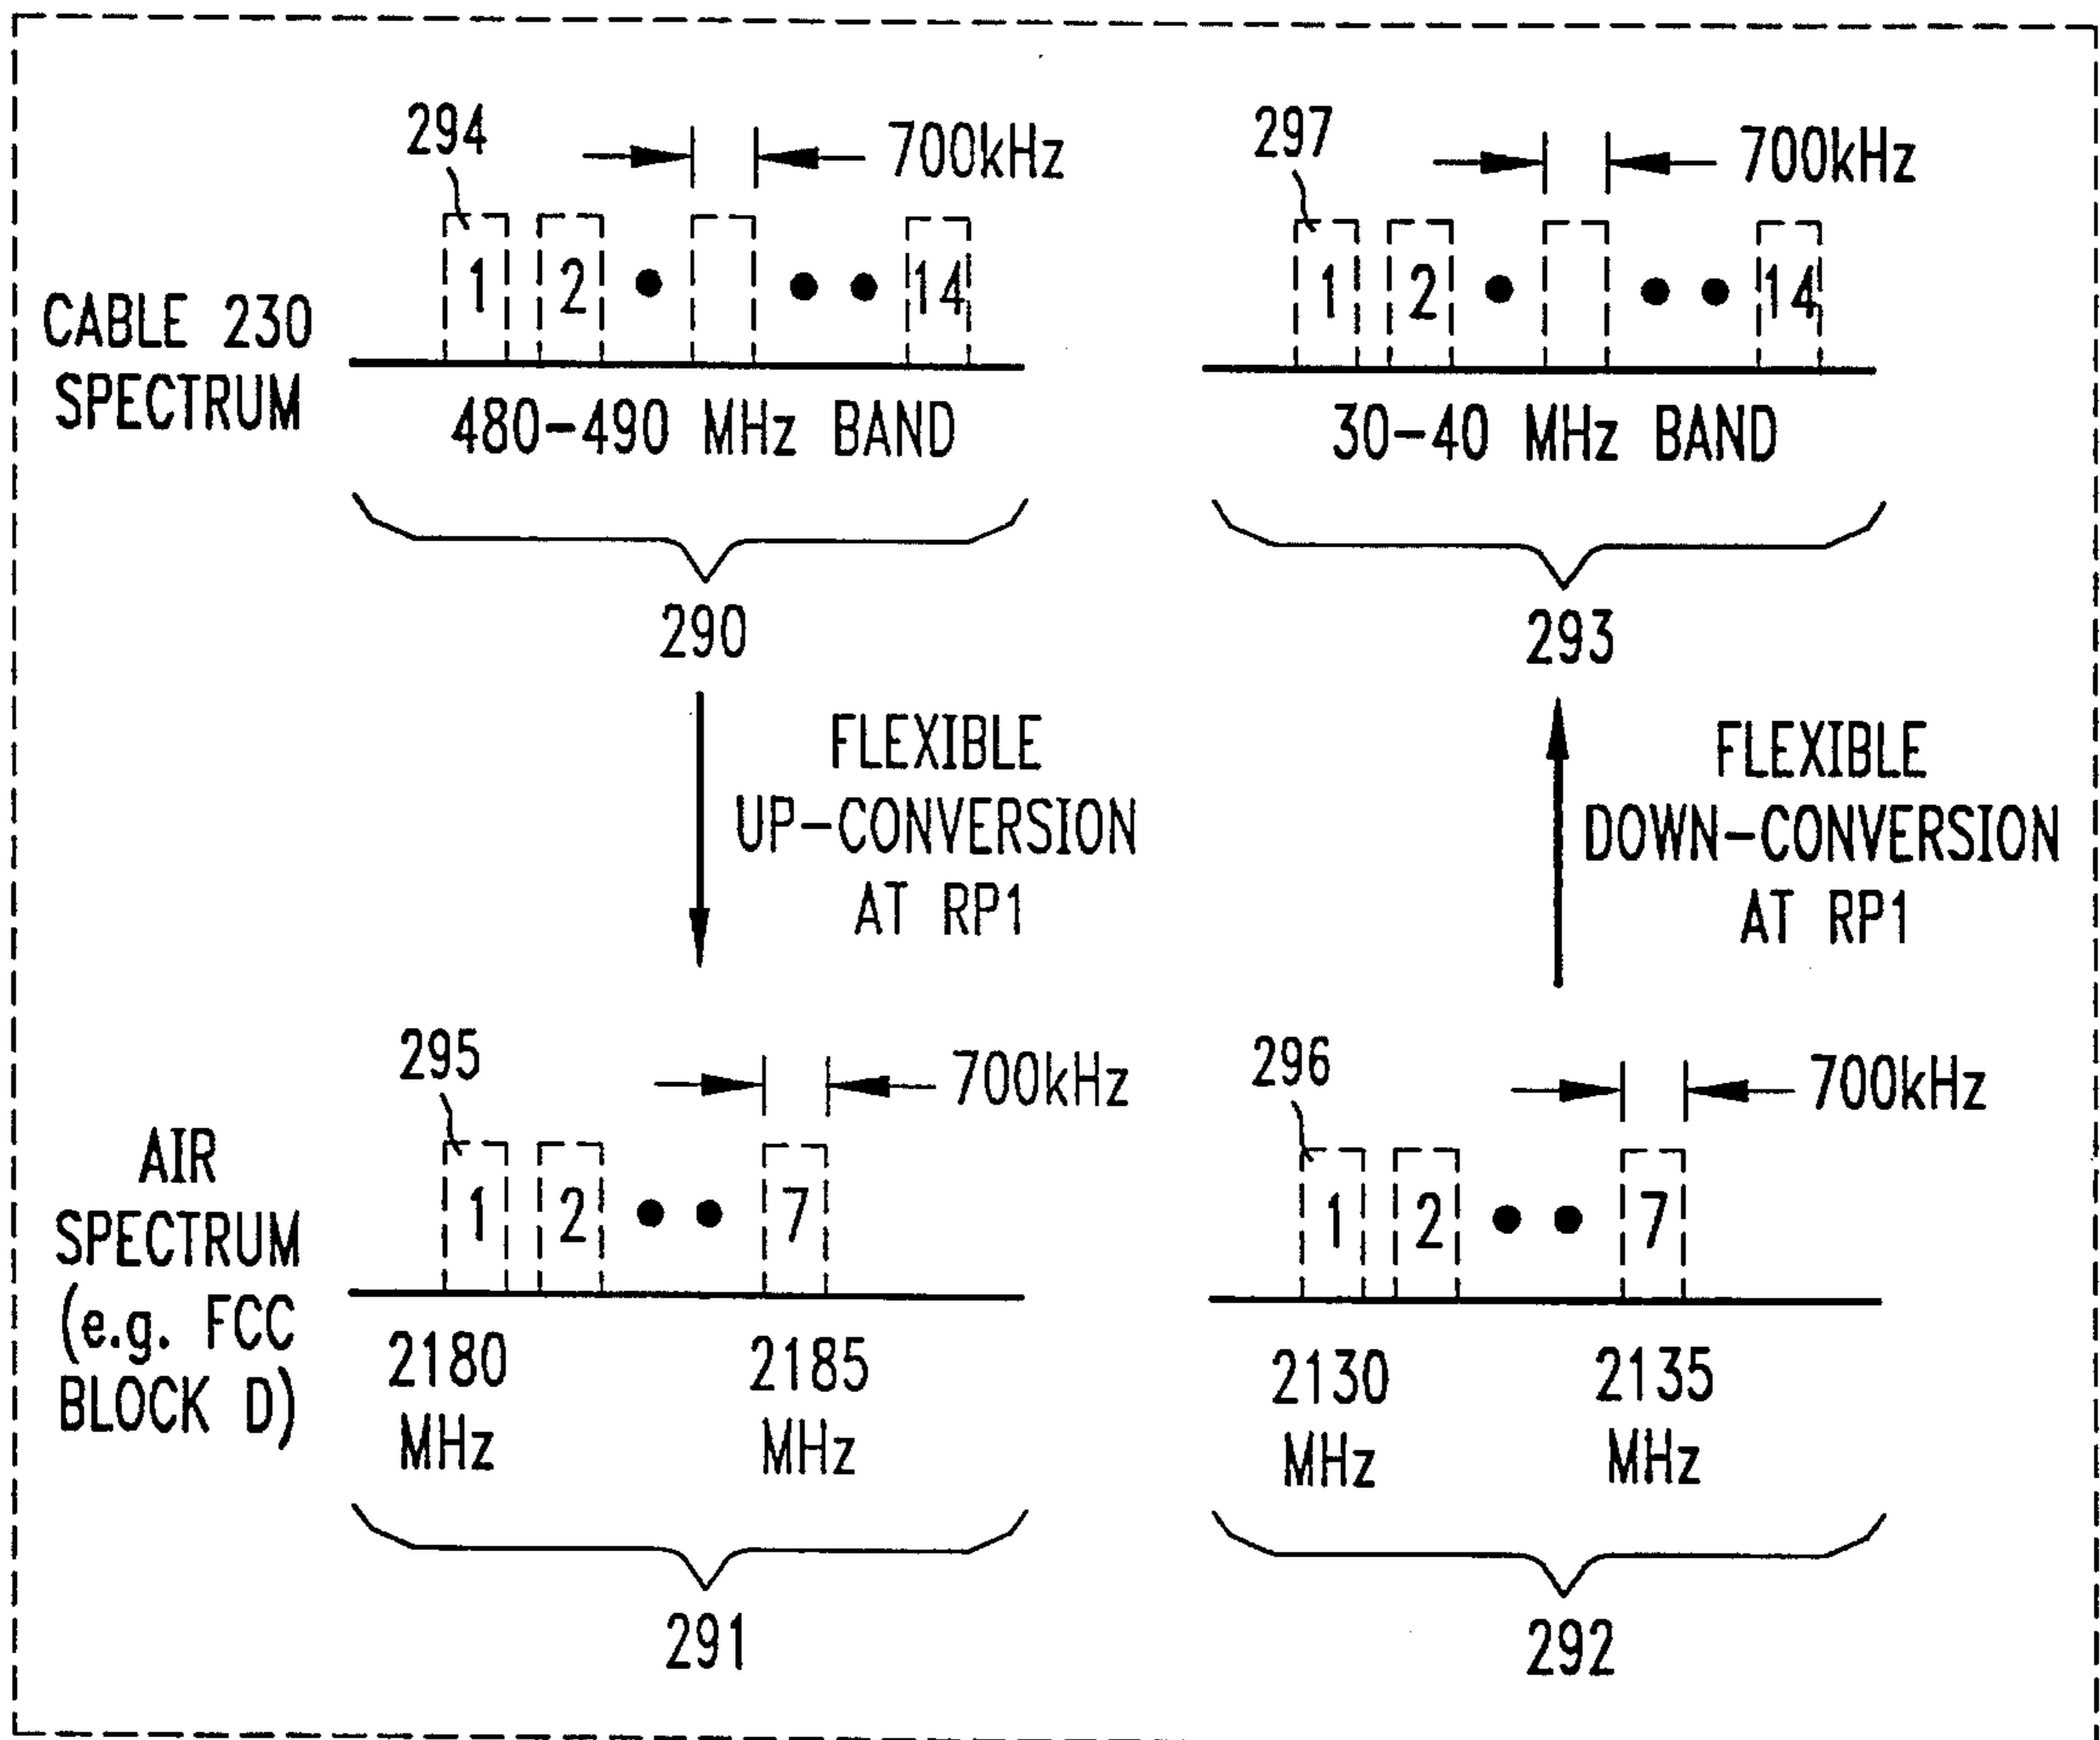 294
700kHz
297
700kHz
1 2 14
1 2 14
CABLE 230
SPECTRUM
480-490 MHz BAND
30-40 MHz BAND
290
293
FLEXIBLE
UP-CONVERSION
AT RP1
FLEXIBLE
DOWN-CONVERSION
AT RP1
295
700kHz
296
700kHz
1 2 7
1 2 7
AIR
SPECTRUM
(e.g. FCC
BLOCK D)
2180
MHz
2185
MHz
2130
MHz
2135
MHz
291
292